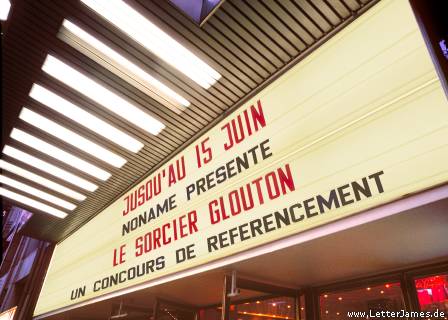 JUSQU'AU 15 JUIN
NONAME PRESENTE
LE SORCIER GLOUTON
UN CONCOURS DE REFERENCEMENT
www.LetterJames.de